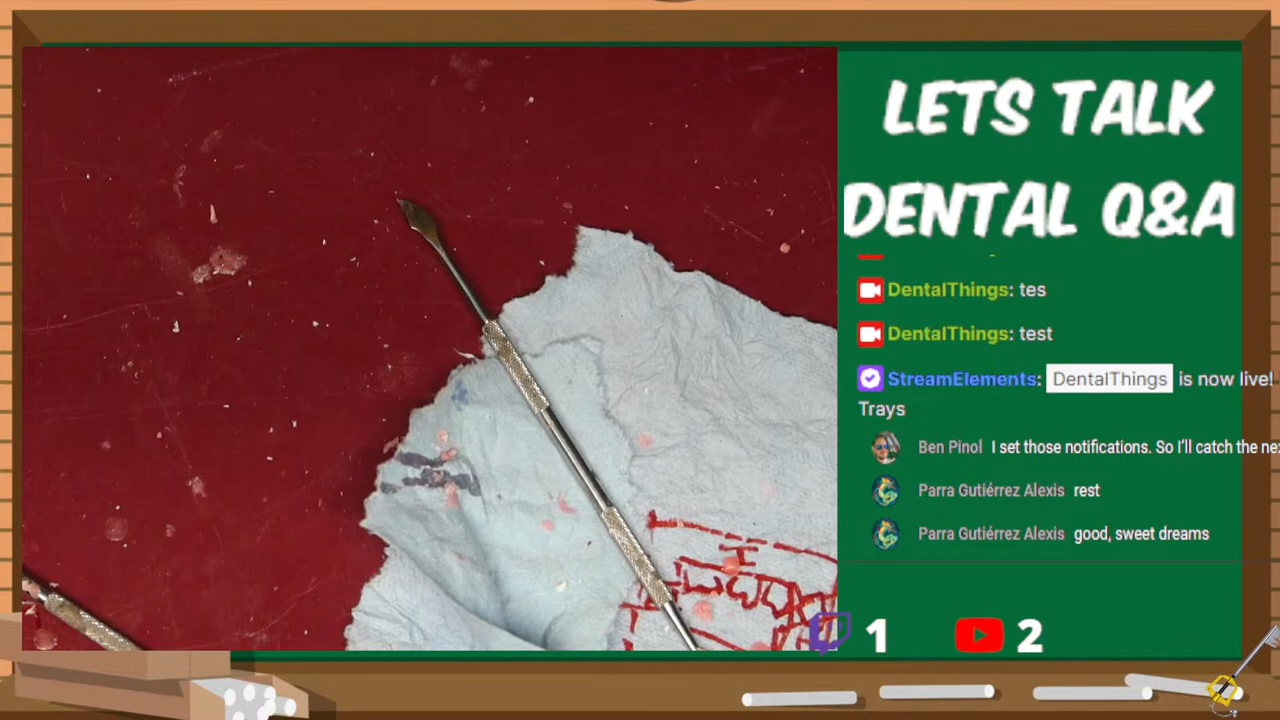 LETS TALK
DENTAL Q&A
DentalThings: tes
DentalThings: test
StreamElements: DentalThings is now live!
Trays
Ben Pinol I set those notifications. So I'll catch the
Parra Gutiérrez Alexis rest
Parra Gutiérrez Alexis good, sweet dreams
1 2